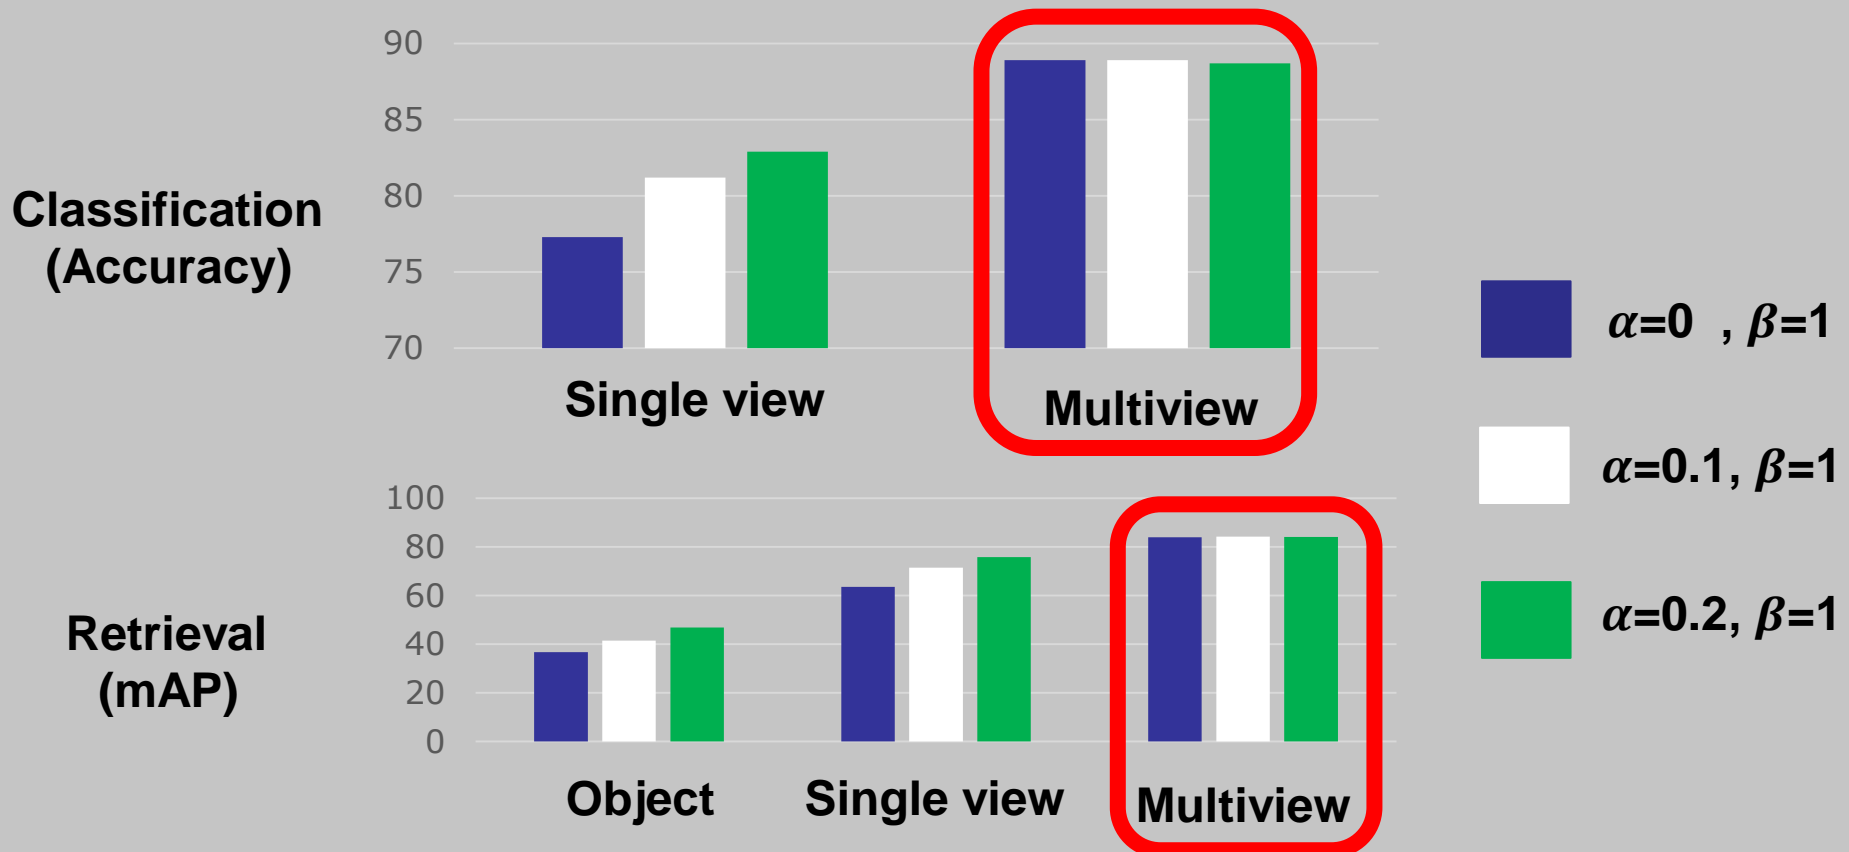 90
85
80
75
70
Classification
(Accuracy)
Single view
Multiview
100
80
60
40
20
0
Retrieval
(mAP)
Object
Single view
Multiview
𝜶=0 , 𝜷=1
𝜶=0.1, 𝜷=1
𝜶=0.2, 𝜷=1